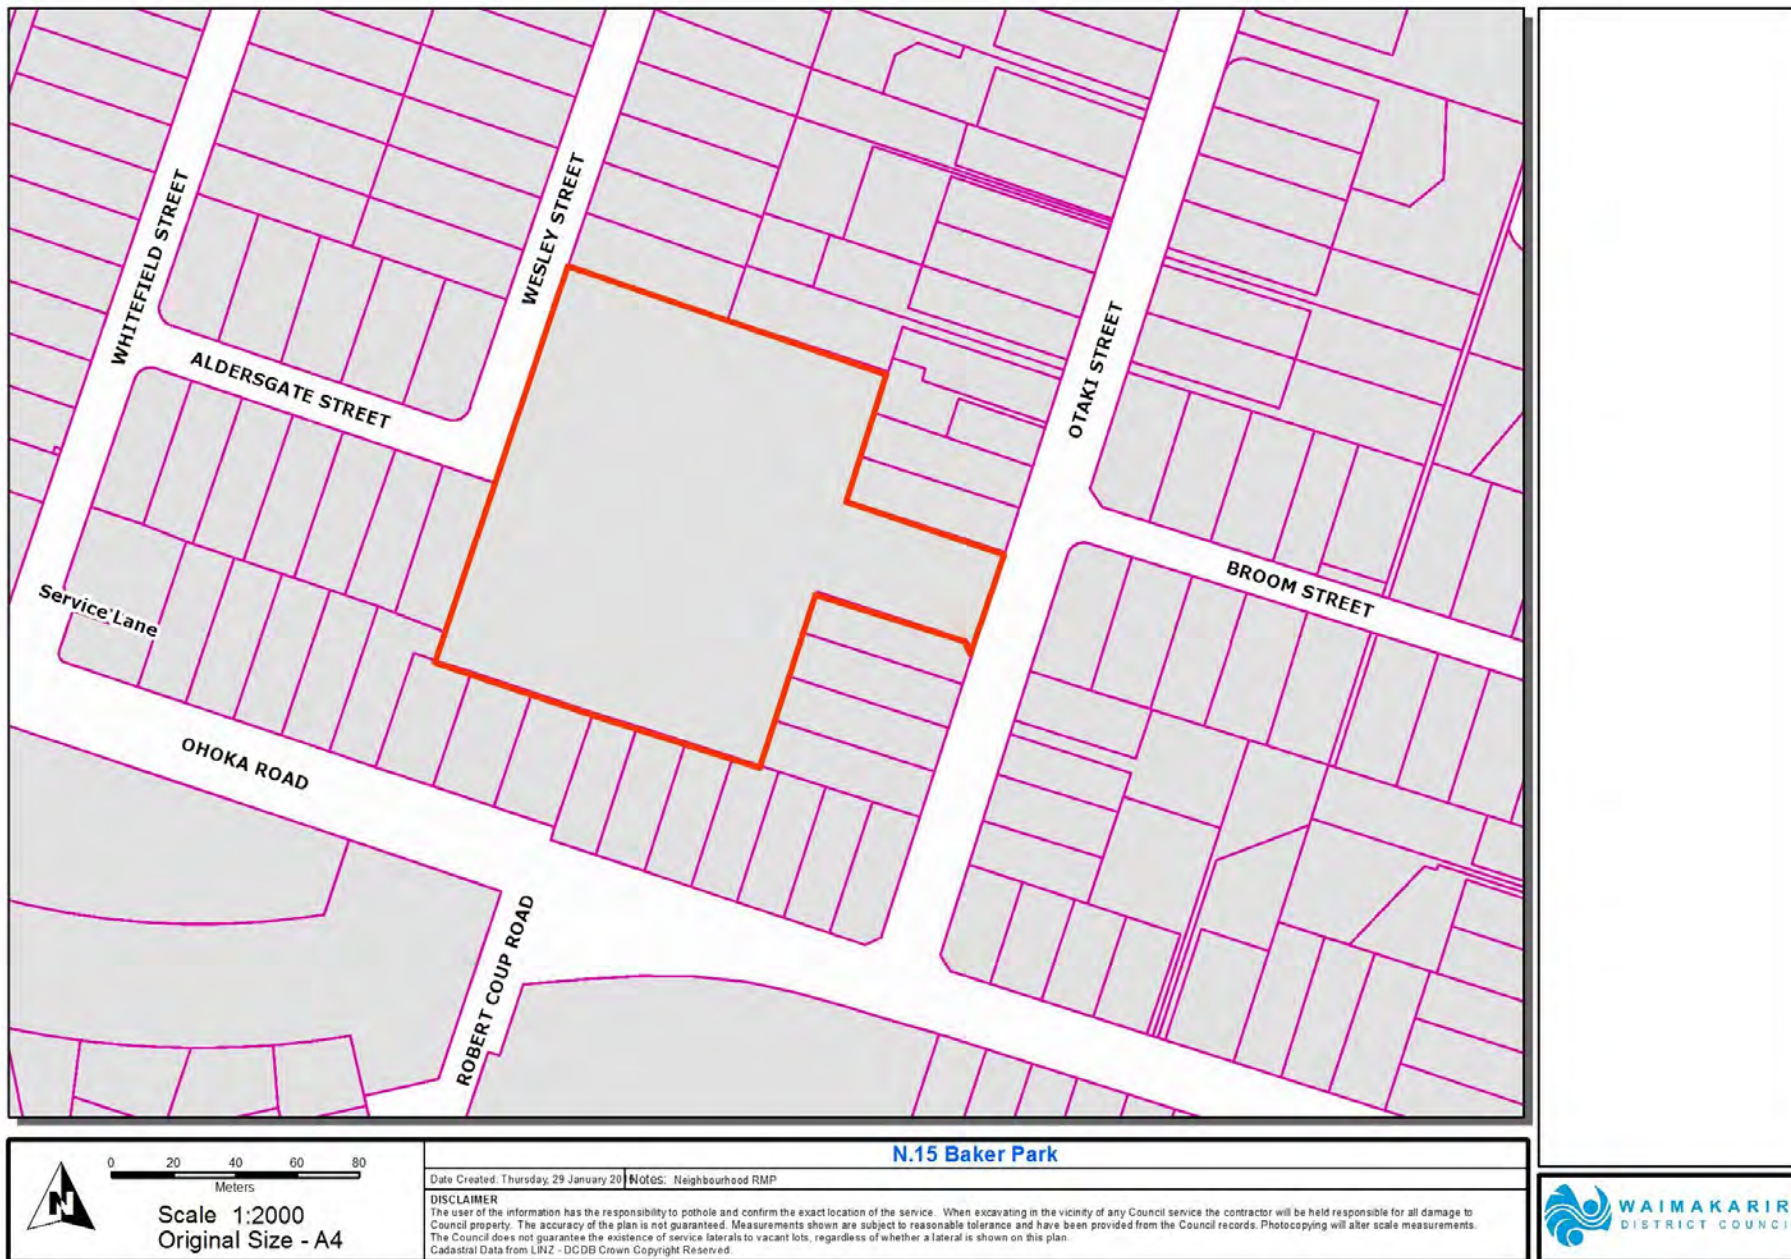 WHITEFIELD STREET
WESLEY STREET
ALDERSGATE STREET
OTAKI STREET
BROOM STREET
Service Lane
OHOKA ROAD
ROBERT COUP ROAD
N
0 20 40 60 80
Meters
Scale 1:2000
Original Size - A4
N.15 Baker Park
Date Created: Thursday, 29 January 20
Notes: Neighbourhood RMP
DISCLAIMER
The user of the information has the responsibility to pothole and confirm the exact location of the service. When excavating in the vicinity of any Council service the contractor will be held responsible for all damage to
Council property. The accuracy of the plan is not guaranteed. Measurements shown are subject to reasonable tolerance and have been provided from the Council records. Photocopying will alter scale measurements.
The Council does not guarantee the existence of service laterals to vacant lots, regardless of whether a lateral is shown on this plan.
Cadastral Data from LINZ - DCDB Crown Copyright Reserved.
WAIMAKARIR
DISTRICT COUNCI